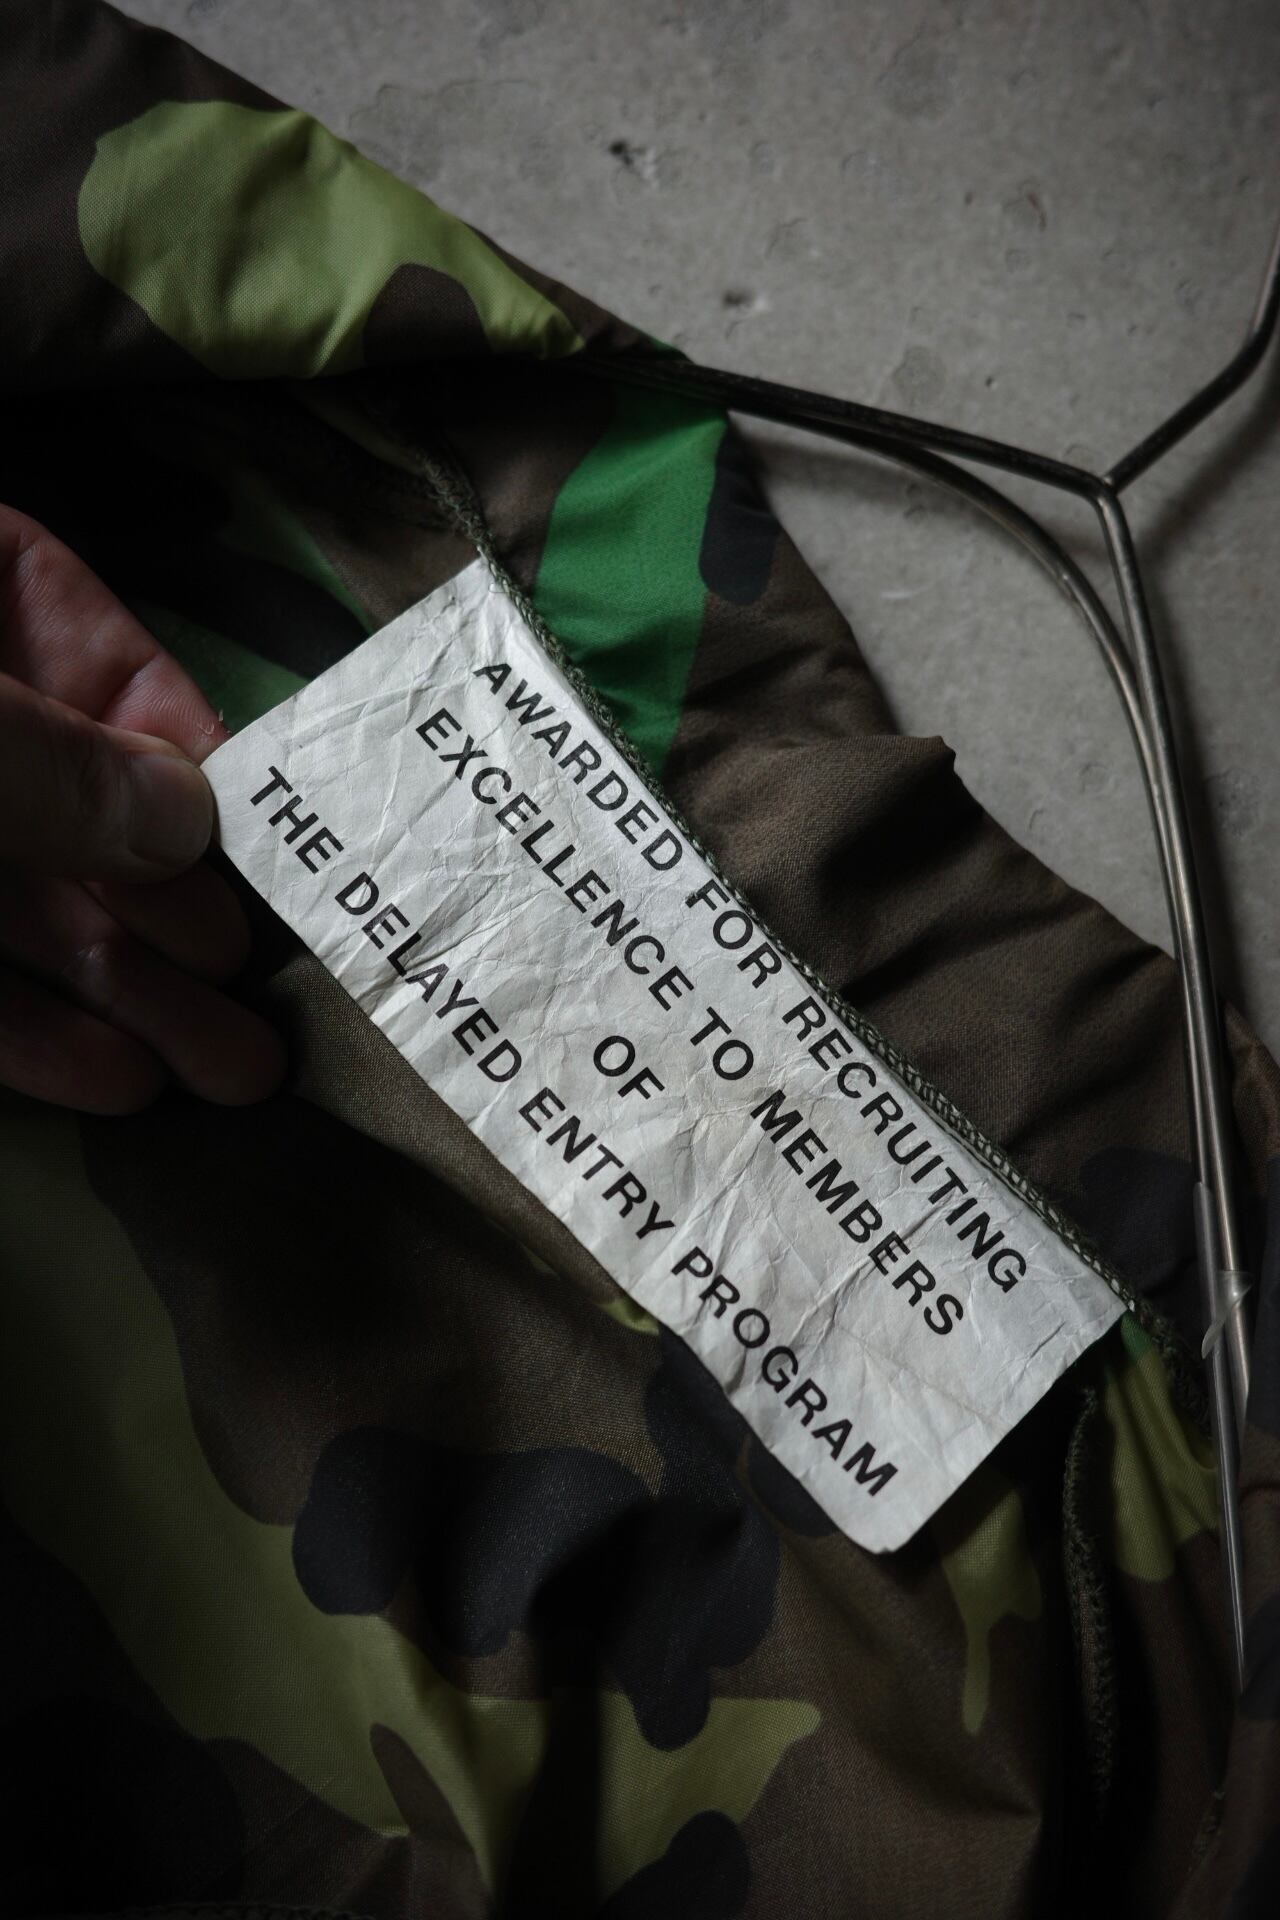 AWARDED FOR RECRUITING
EXCELLENCE TO MEMBERS
OF
THE DELAYED ENTRY PROGRAM